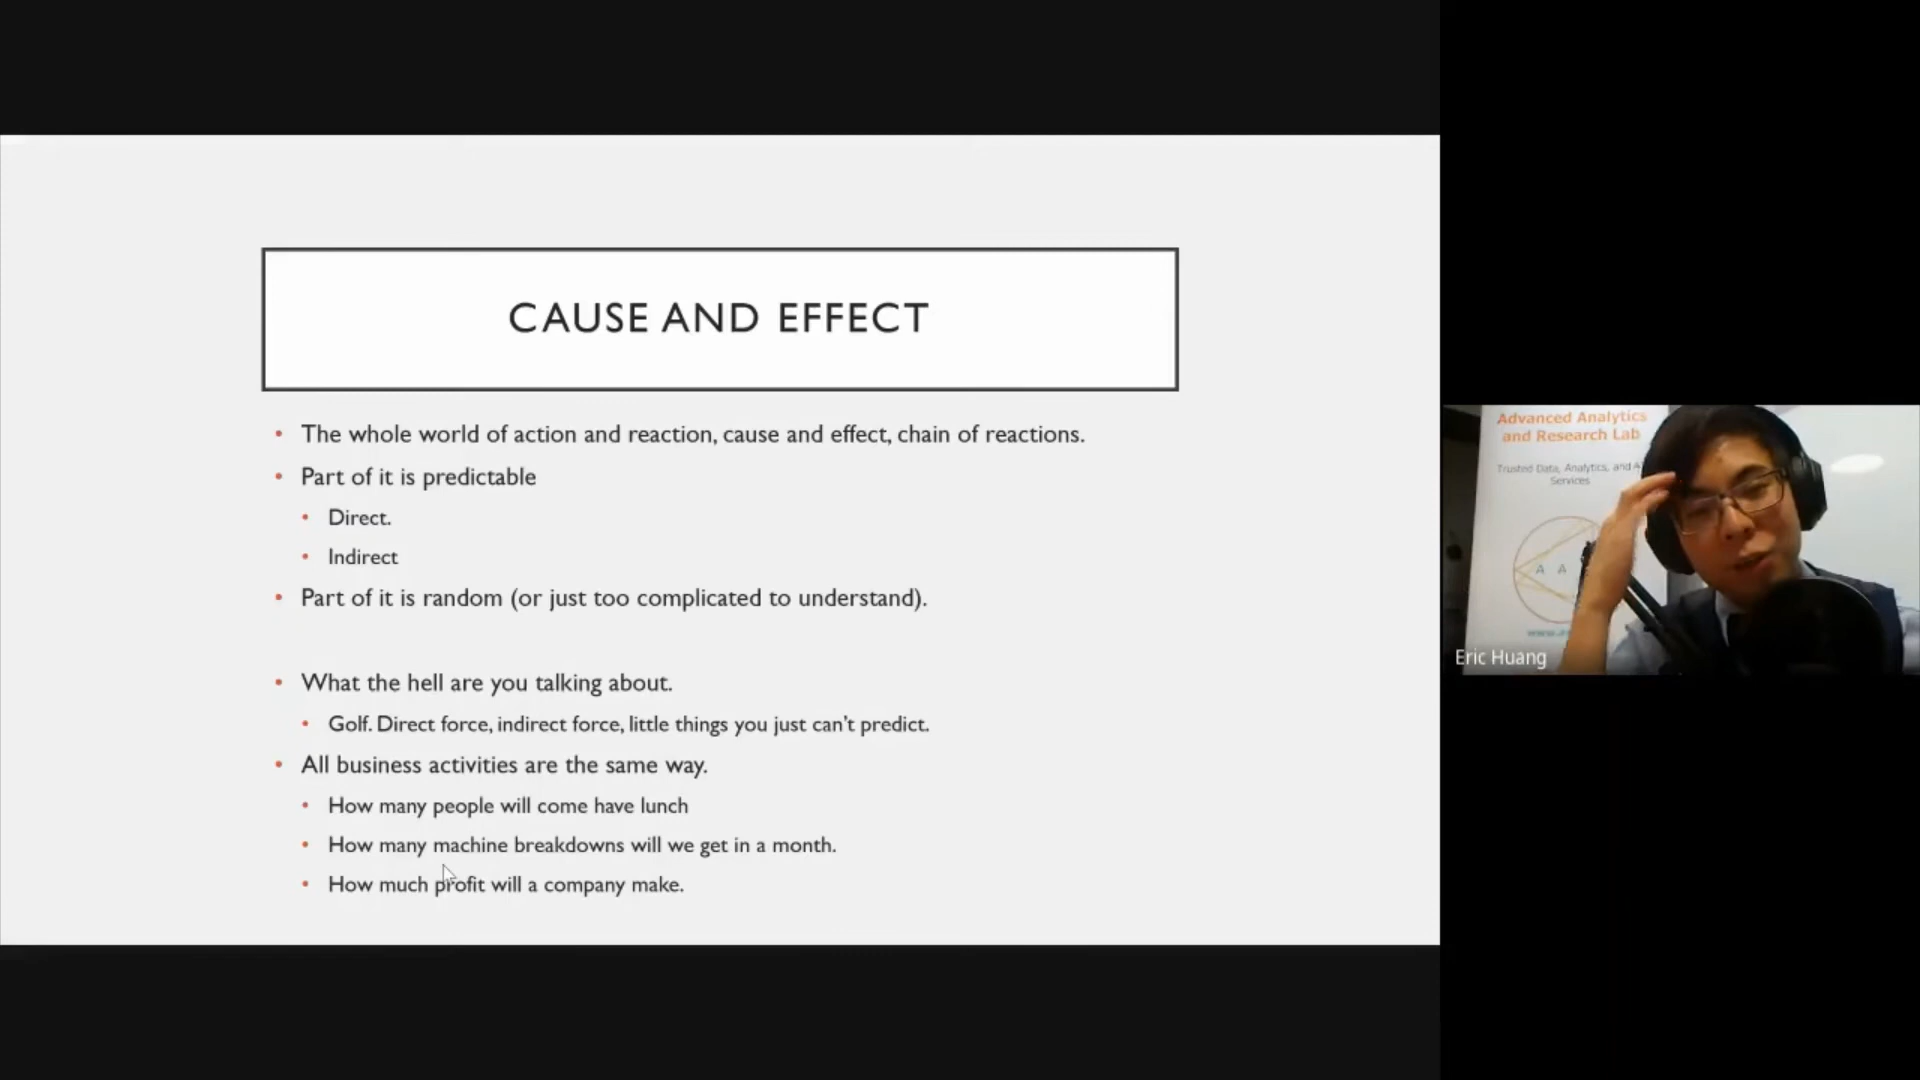 CAUSE AND EFFECT
• The whole world of action and reaction, cause and effect, chain of reactions.
• Part of it is predictable
• Direct.
• Indirect
• Part of it is random (or just too complicated to understand).
• What the hell are you talking about.
• Golf. Direct force, indirect force, little things you just can't predict.
• All business activities are the same way.
• How many people will come have lunch
• How many machine breakdowns will we get in a month.
• How much profit will a company make.
Advanced Analytics
and Research Lab
Trusted Data, Analytics, and A
Services
A A
www.
Eric Huang